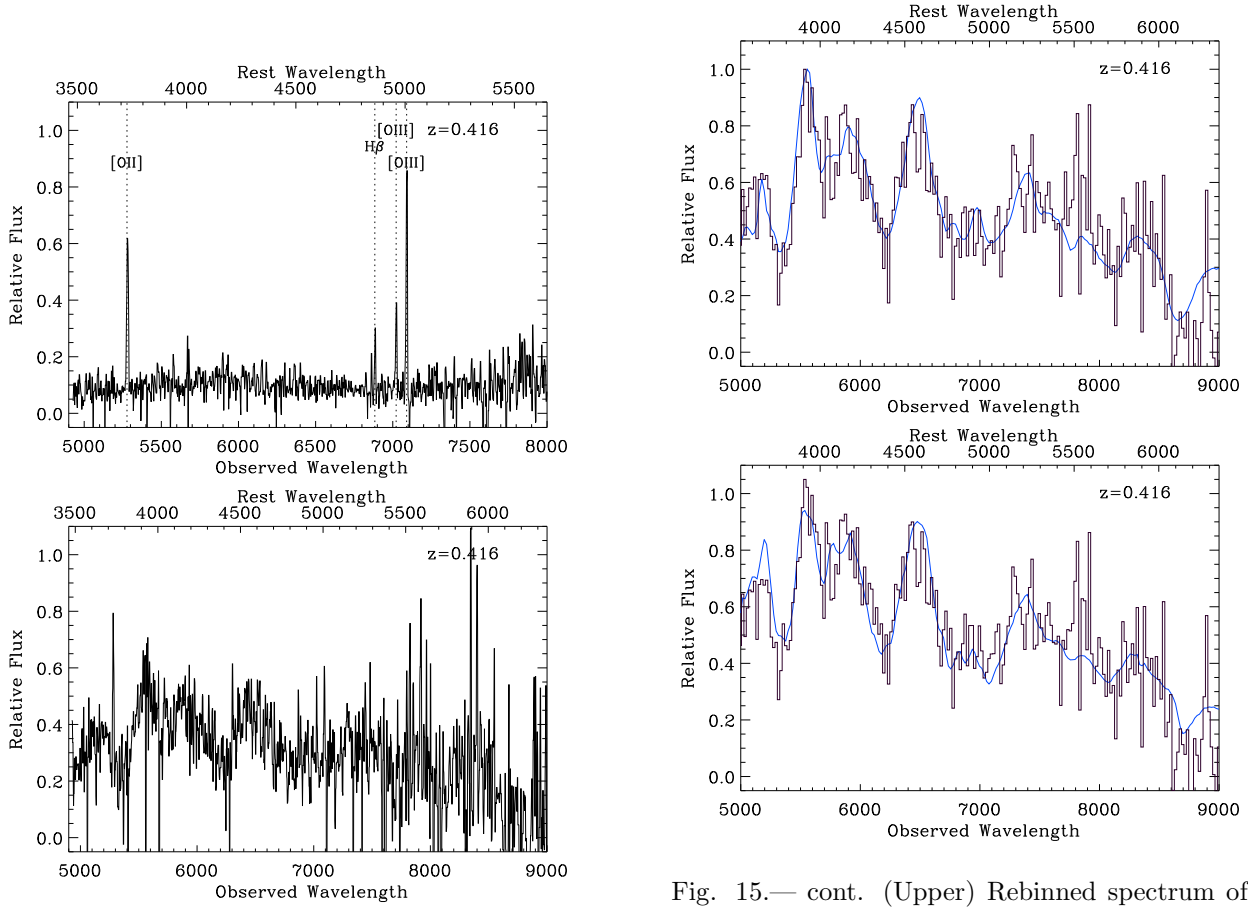 Rest Wavelength
3500 4000 4500 5000 5500
[OIII] z=0.416
Hβ
[OII] [OIII]
Relative Flux
1.0
0.8
0.6
0.4
0.2
0.0
5000 5500 6000 6500 7000 7500 8000
Observed Wavelength
Rest Wavelength
3500 4000 4500 5000 5500 6000
z=0.416
Relative Flux
1.0
0.8
0.6
0.4
0.2
0.0
5000 6000 7000 8000 9000
Observed Wavelength
Rest Wavelength
4000 4500 5000 5500 6000
z=0.416
Relative Flux
1.0
0.8
0.6
0.4
0.2
0.0
5000 6000 7000 8000 9000
Observed Wavelength
Rest Wavelength
4000 4500 5000 5500 6000
z=0.416
Relative Flux
1.0
0.8
0.6
0.4
0.2
0.0
5000 6000 7000 8000 9000
Observed Wavelength
Fig. 15.— cont. (Upper) Rebinned spectrum of